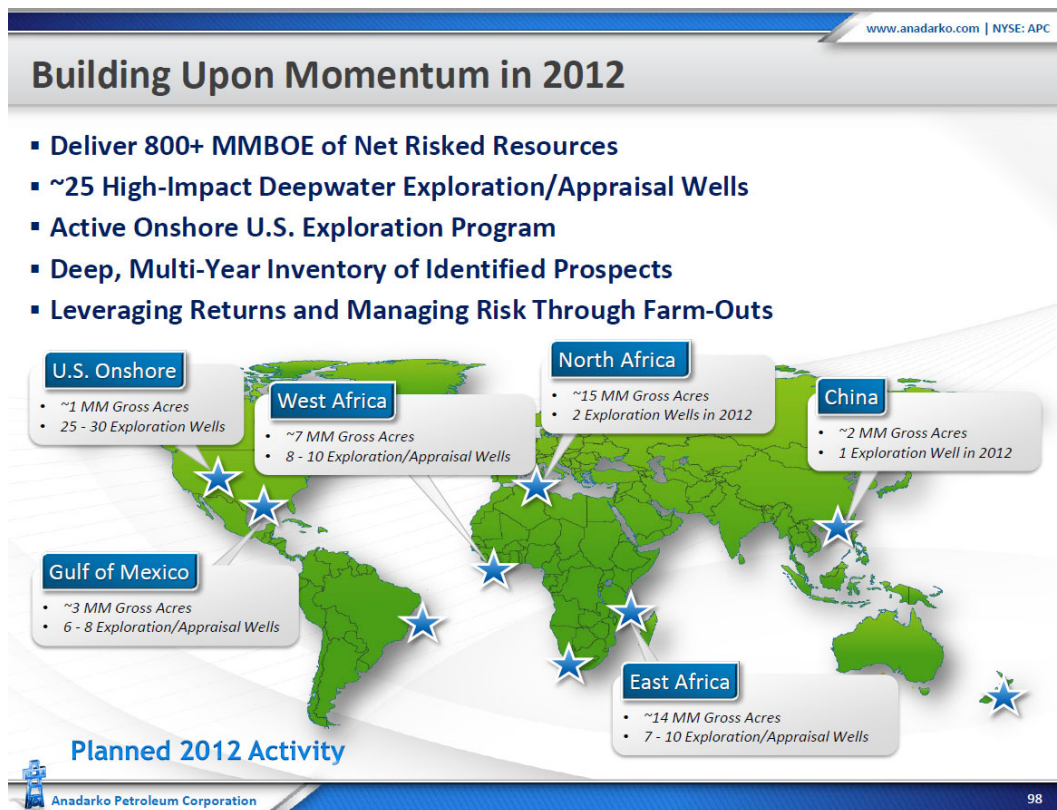 www.anadarko.com | NYSE: APC
Building Upon Momentum in 2012
▪ Deliver 800+ MMBOE of Net Risked Resources
▪ ~25 High-Impact Deepwater Exploration/Appraisal Wells
▪ Active Onshore U.S. Exploration Program
▪ Deep, Multi-Year Inventory of Identified Prospects
▪ Leveraging Returns and Managing Risk Through Farm-Outs
U.S. Onshore
• ~1 MM Gross Acres
• 25 - 30 Exploration Wells
West Africa
• ~7 MM Gross Acres
• 8 - 10 Exploration/Appraisal Wells
North Africa
• ~15 MM Gross Acres
• 2 Exploration Wells in 2012
China
• ~2 MM Gross Acres
• 1 Exploration Well in 2012
Gulf of Mexico
• ~3 MM Gross Acres
• 6 - 8 Exploration/Appraisal Wells
East Africa
• ~14 MM Gross Acres
• 7 - 10 Exploration/Appraisal Wells
Planned 2012 Activity
Anadarko Petroleum Corporation
98